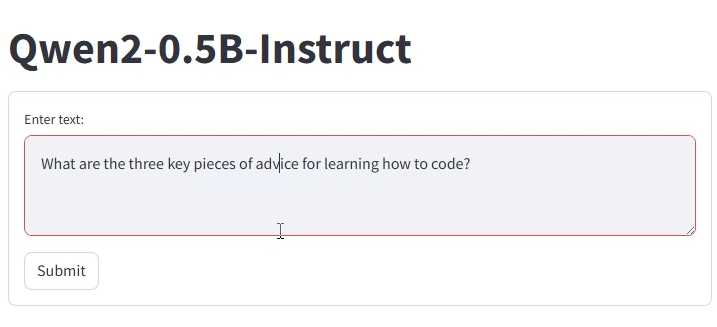 Qwen2-0.5B-Instruct
Enter text:
What are the three key pieces of advice for learning how to code?
Submit